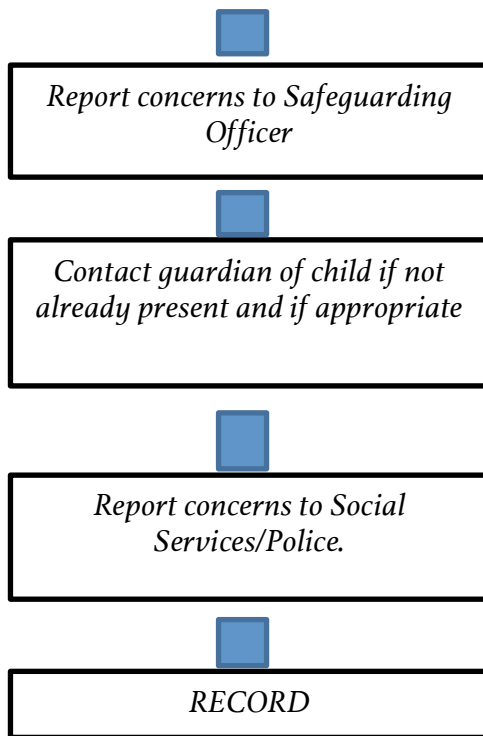 Report concerns to Safeguarding
Officer
Contact guardian of child if not
already present and if appropriate
Report concerns to Social
Services/Police.
RECORD